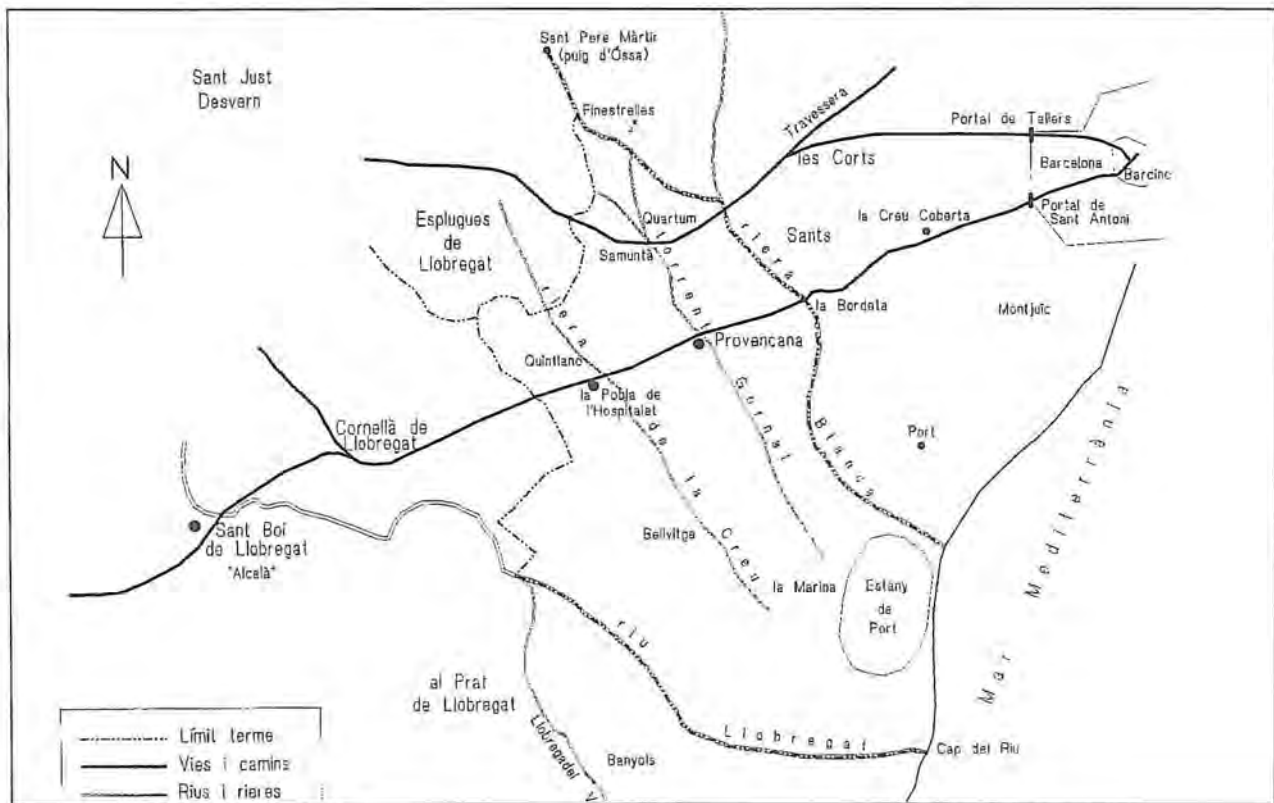 Sant Pere Màrtir
(puig d'Ossa)
Sant Just
Desvern
Finestrelles
Travessera
Portal de Tallers
les Corts
Barcelona
Barcino
N
Quartum
la Creu Coberta
Portal de
Sant Antoni
Esplugues
de
Llobregat
Sants
Samuntà
la Bordeta
Montjuïc
Provençana
Quintlano
la Pobla de
l'Hospitalet
Cornellà de
Llobregat
Port
Sant Boi
de Llobregat
"Alcalà"
Bellvitge
la Marina
Estany
de
Port
riera Blanca
torrent Gornal
riera de la Creu
Mar Mediterrània
al Prat
de Llobregat
riu Llobregat
Cap del Riu
Banyols
Llobregadel V
Límit terme
Vies i camins
Rius i rieres